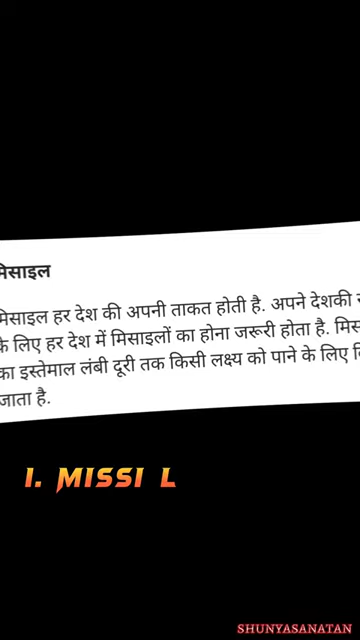 मिसाइल
मिसाइल हर देश की अपनी ताकत होती है. अपने देशकी
के लिए हर देश में मिसाइलों का होना जरूरी होता है.
का इस्तेमाल लंबी दूरी तक किसी लक्ष्य को पाने के लिए
जाता है.
1. MISSI L
SHUNYASANATAN